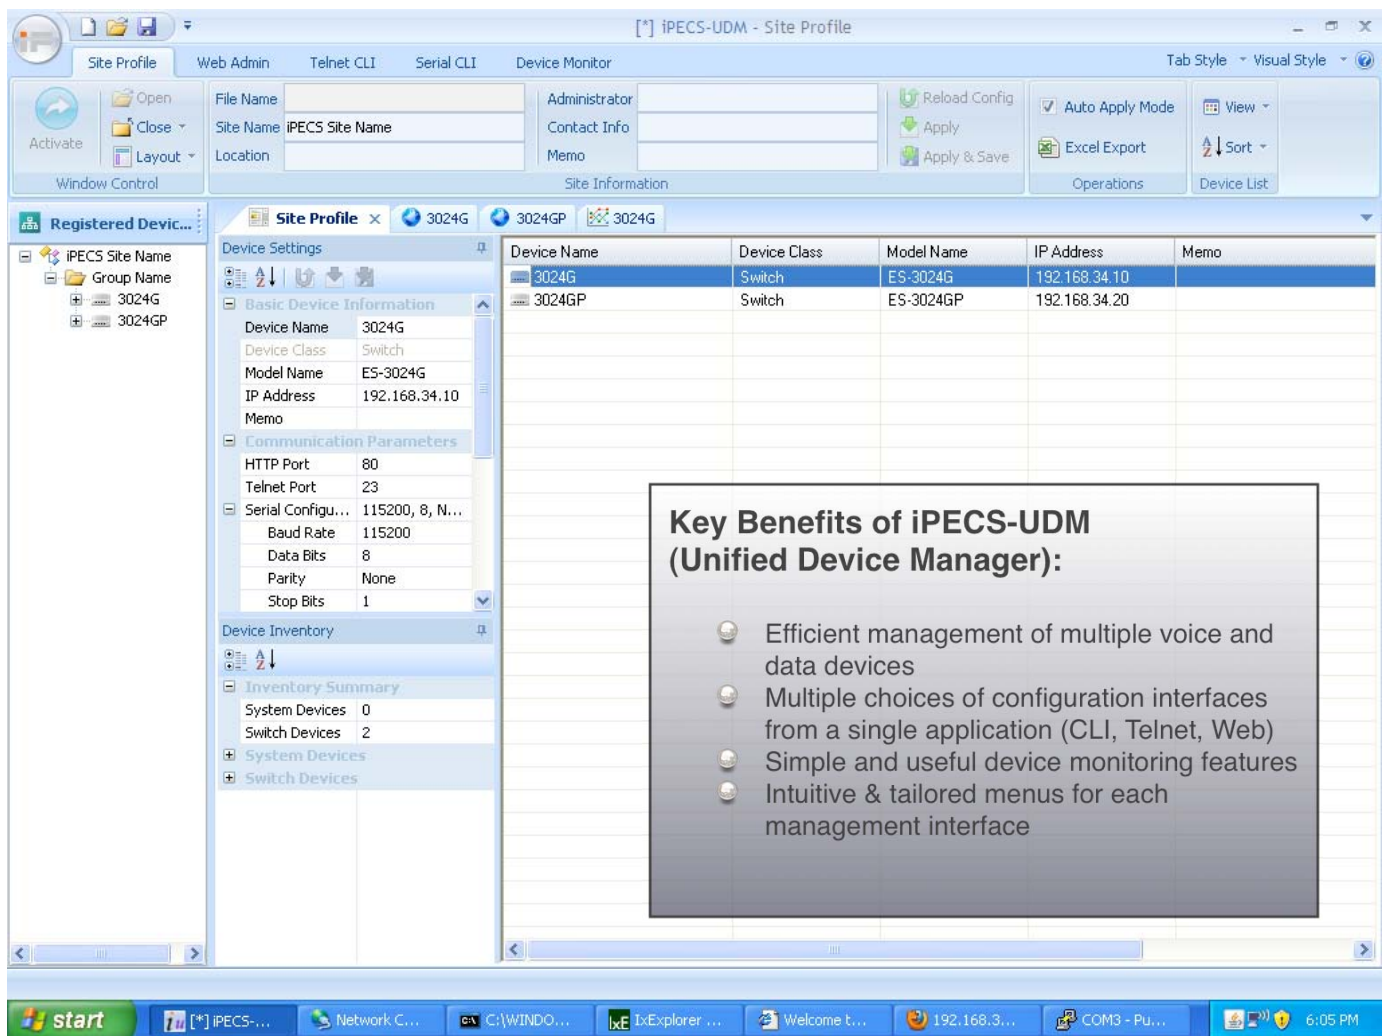 [*] iPECS-UDM - Site Profile
Site Profile Web Admin Telnet CLI Serial CLI Device Monitor Tab Style Visual Style
Activate
Open
Close
Layout
Window Control
File Name
Site Name iPECS Site Name
Location
Administrator
Contact Info
Memo
Site Information
Reload Config
Apply
Apply & Save
Auto Apply Mode
Excel Export
Operations
View
Sort
Device List
Registered Devic...
iPECS Site Name
Group Name
3024G
3024GP
Site Profile 3024G 3024GP 3024G
Device Settings
Basic Device Information
Device Name 3024G
Device Class Switch
Model Name ES-3024G
IP Address 192.168.34.10
Memo
Communication Parameters
HTTP Port 80
Telnet Port 23
Serial Configu... 115200, 8, N...
Baud Rate 115200
Data Bits 8
Parity None
Stop Bits 1
Device Inventory
Inventory Summary
System Devices 0
Switch Devices 2
System Devices
Switch Devices
Device Name Device Class Model Name IP Address Memo
3024G Switch ES-3024G 192.168.34.10
3024GP Switch ES-3024GP 192.168.34.20
Key Benefits of iPECS-UDM
(Unified Device Manager):
Efficient management of multiple voice and
data devices
Multiple choices of configuration interfaces
from a single application (CLI, Telnet, Web)
Simple and useful device monitoring features
Intuitive & tailored menus for each
management interface
start [*] iPECS-... Network C... C:\WINDO... IxExplorer ... Welcome t... 192.168.3... COM3 - Pu... 6:05 PM